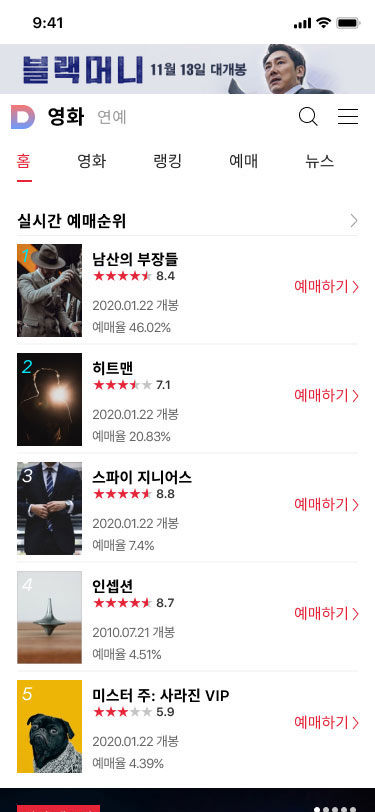 9:41
블랙머니 11월 13일 대개봉
D 영화 연예
홈 영화 랭킹 예매 뉴스
실시간 예매순위
1
남산의 부장들
8.4
예매하기
2020.01.22 개봉
예매율 46.02%
2
히트맨
7.1
예매하기
2020.01.22 개봉
예매율 20.83%
3
스파이 지니어스
8.8
예매하기
2020.01.22 개봉
예매율 7.4%
4
인셉션
8.7
예매하기
2010.07.21 개봉
예매율 4.51%
5
미스터 주: 사라진 VIP
5.9
예매하기
2020.01.22 개봉
예매율 4.39%